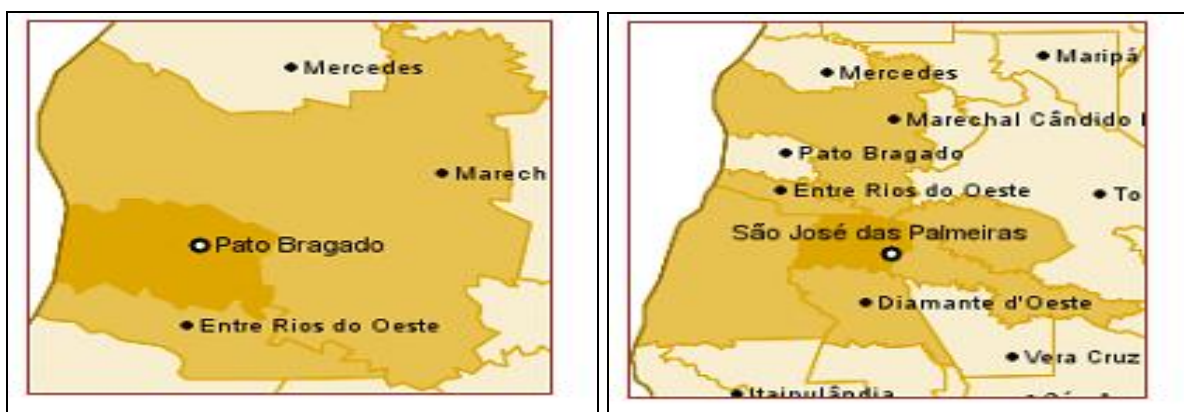 Mercedes
Marech
Pato Bragado
Entre Rios do Oeste
Maripá
Mercedes
Marechal Cândido
Pato Bragado
Entre Rios do Oeste
To
São José das Palmeiras
Diamante d'Oeste
Vera Cruz
Itaipulândia